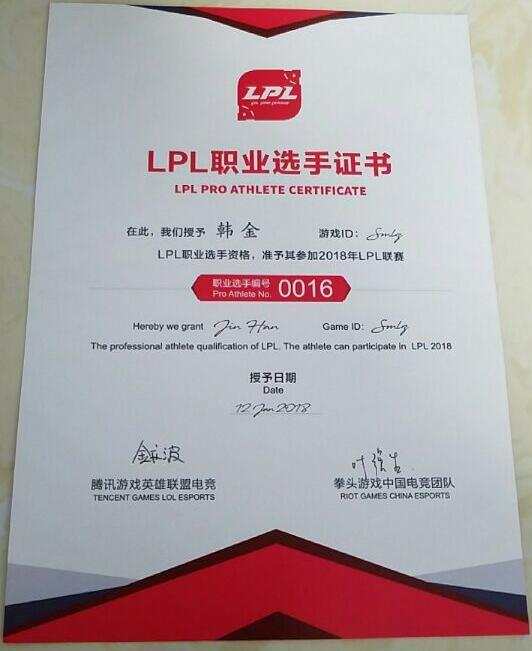 LPL
LPL职业选手证书
LPL PRO ATHLETE CERTIFICATE
在此，我们授予 韩金 游戏ID： Smlz
LPL职业选手资格，准予其参加2018年LPL联赛
职业选手编号
Pro Athlete No. 0016
Hereby we grant Jin Han Game ID: Smlz
The professional athlete qualification of LPL. The athlete can participate in LPL 2018
授予日期
Date
12 Jan 2018
腾讯游戏英雄联盟电竞 拳头游戏中国电竞团队
TENCENT GAMES LOL ESPORTS RIOT GAMES CHINA ESPORTS